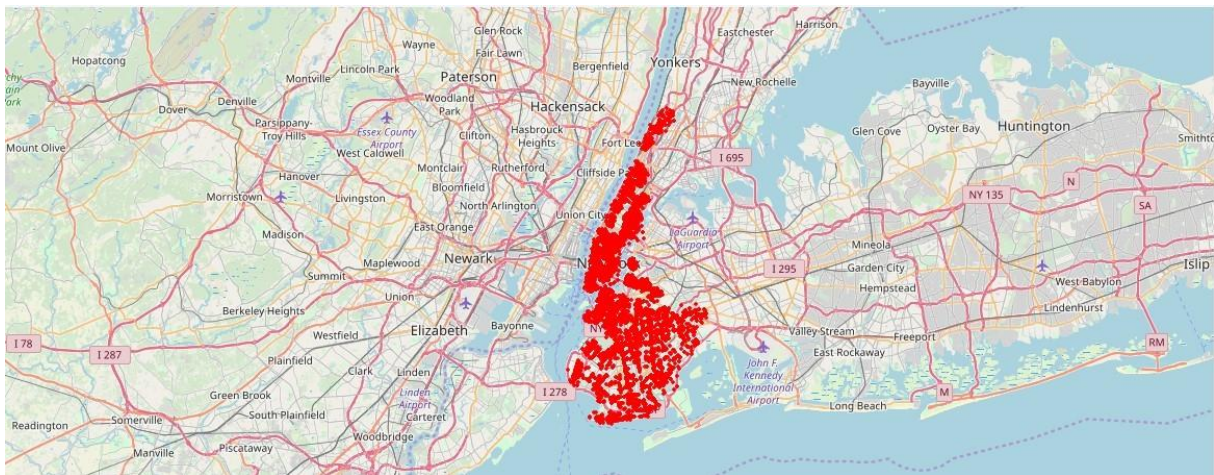 Harrison
Glen Rock
Eastchester
Wayne
Fair Lawn
Hopatcong
Lincoln Park
Bergenfield
Yonkers
Montville
Paterson
New Rochelle
Bayville
Denville
Woodland
Park
Hackensack
Dover
Parsippany-
Troy Hills
Essex County
Airport
Clifton
Hasbrouck
Heights
Fort Lee
Glen Cove
Oyster Bay
Huntington
Smithto
Mount Olive
West Caldwell
I 695
Hanover
Montclair
Rutherford
Cliffside Pa
N
Livingston
Bloomfield
NY 135
Morristown
North Arlington
Union City
SA
Madison
East Orange
LaGuardia
Airport
Mineola
Maplewood
Newark
N
I 295
Garden City
Islip
Summit
Hempstead
West Babylon
Union
Berkeley Heights
Lindenhurst
Elizabeth
Bayonne
NY
Westfield
Valley Stream
Freeport
I 78
I 287
Plainfield
East Rockaway
RM
Clark
Linden
John F.
Kennedy
International
Airport
I 278
M
Green Brook
Linden
Airport
Long Beach
South Plainfield
Carteret
Readington
Somerville
Woodbridge
Piscataway
Manville